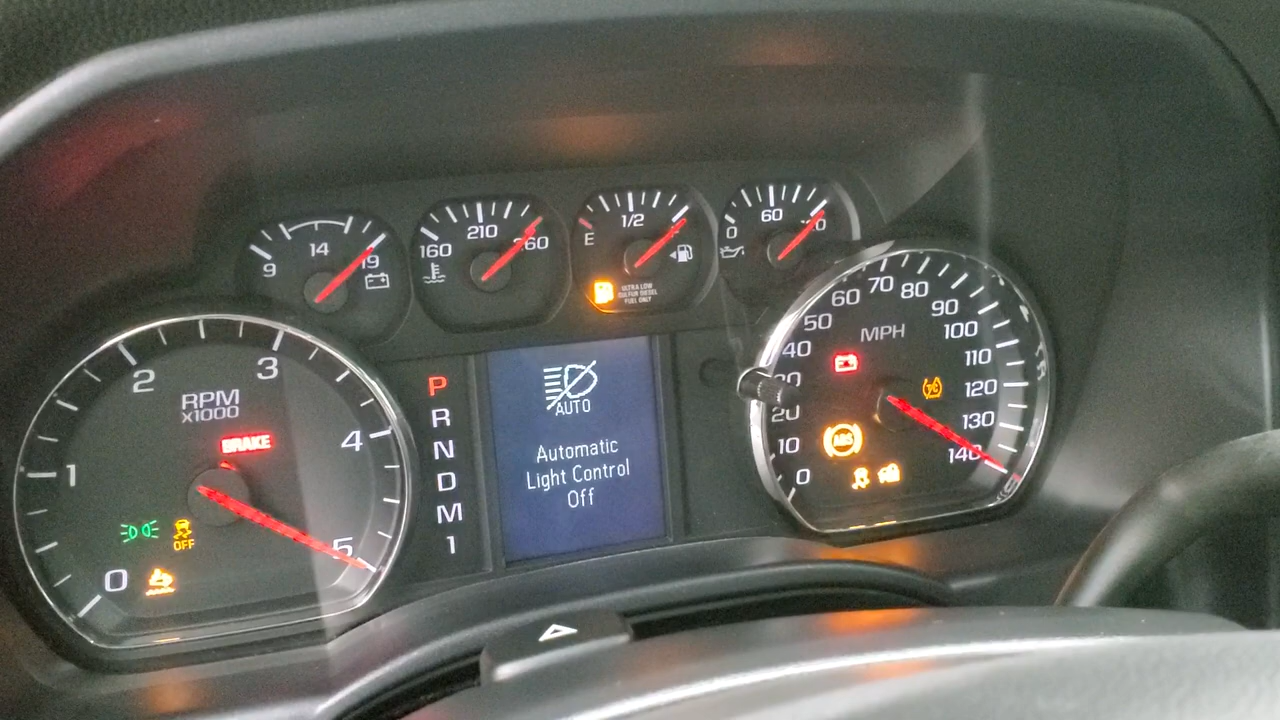 9 14 19
160 210 260
E 1/2
ULTRA LOW
SULFUR DIESEL
FUEL ONLY
0 60
RPM
X1000
0 1 2 3 4 5
BRAKE
OFF
P
R
N
D
M
1
AUTO
Automatic
Light Control
Off
MPH
0 10 20 30 40 50 60 70 80 90 100 110 120 130 140
ABS